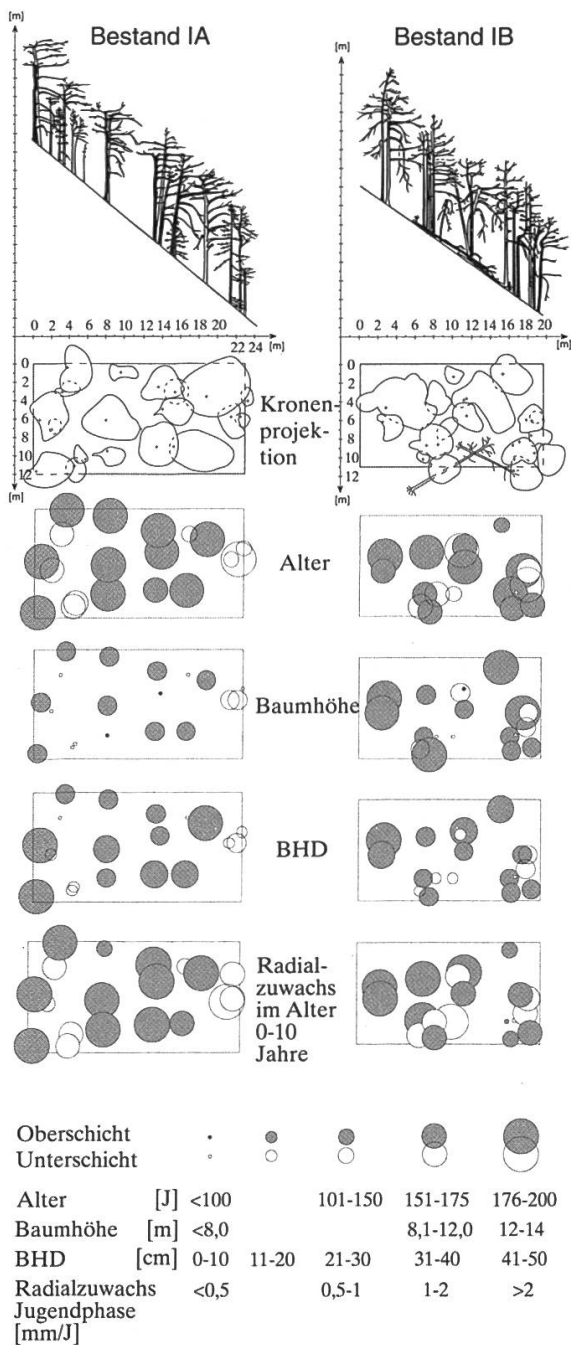 [m] Bestand IA
[m] Bestand IB
0 2 4 6 8 10 12 14 16 18 20
22 24 [m]
0 2 4 6 8 10 12 14 16 18 20
[m]
0
2
4
6
8
10
12
[m]
Kronen-
projek-
tion
0
2
4
6
8
10
12
[m]
Alter
Baumhöhe
BHD
Radial-
zuwachs
im Alter
0-10
Jahre
Oberschicht
Unterschicht
Alter [J] <100 101-150 151-175 176-200
Baumhöhe [m] <8,0 8,1-12,0 12-14
BHD [cm] 0-10 11-20 21-30 31-40 41-50
Radialzuwachs <0,5 0,5-1 1-2 >2
Jugendphase
[mm/J]